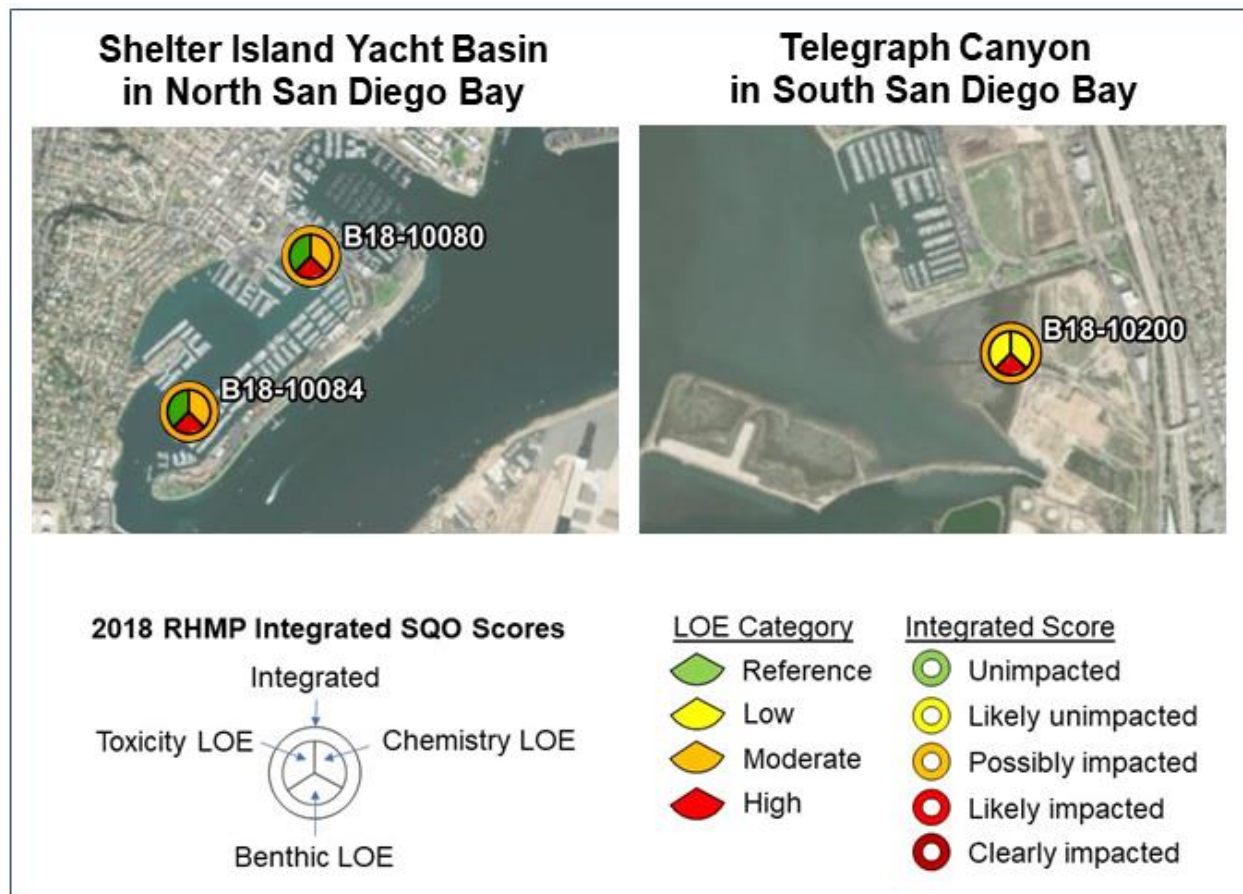 Shelter Island Yacht Basin
in North San Diego Bay
Telegraph Canyon
in South San Diego Bay
B18-10080
B18-10084
B18-10200
2018 RHMP Integrated SQO Scores
Integrated
Toxicity LOE
Chemistry LOE
Benthic LOE
LOE Category
Reference
Low
Moderate
High
Integrated Score
Unimpacted
Likely unimpacted
Possibly impacted
Likely impacted
Clearly impacted